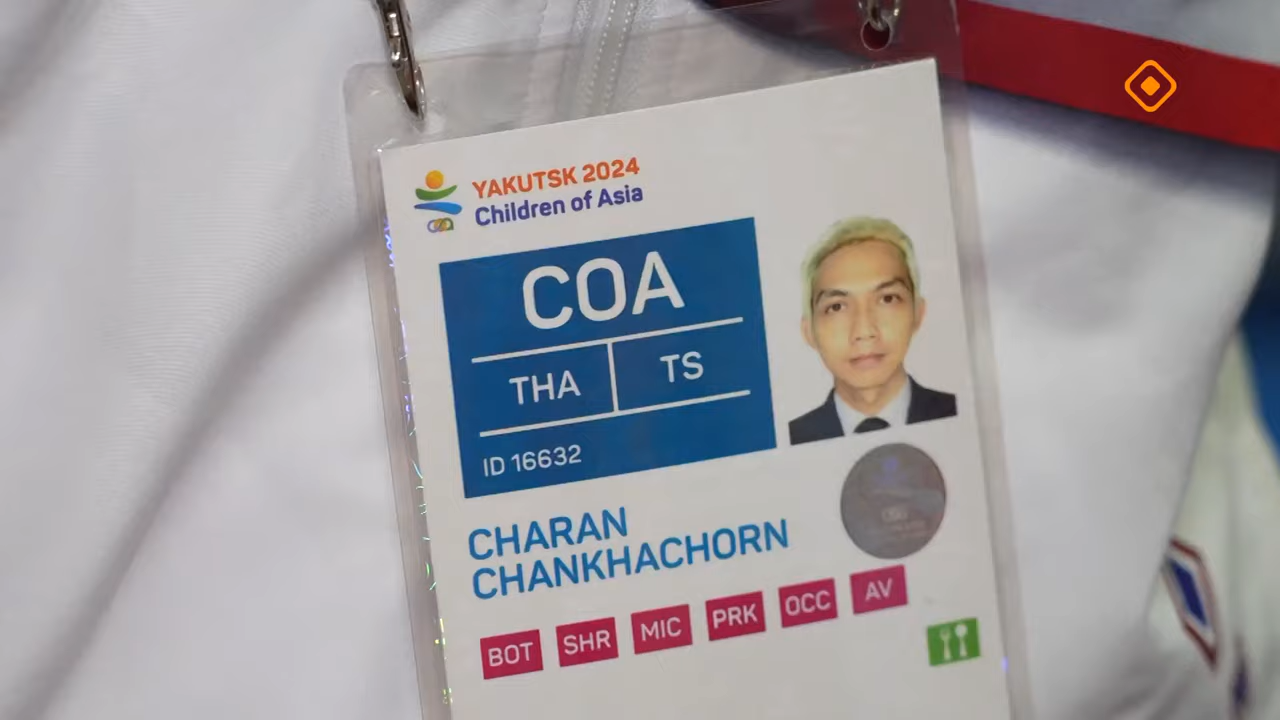 YAKUTSK 2024
Children of Asia
COA
THA TS
ID 16632
CHARAN
CHANKHACHORN
BOT SHR MIC PRK OCC AV